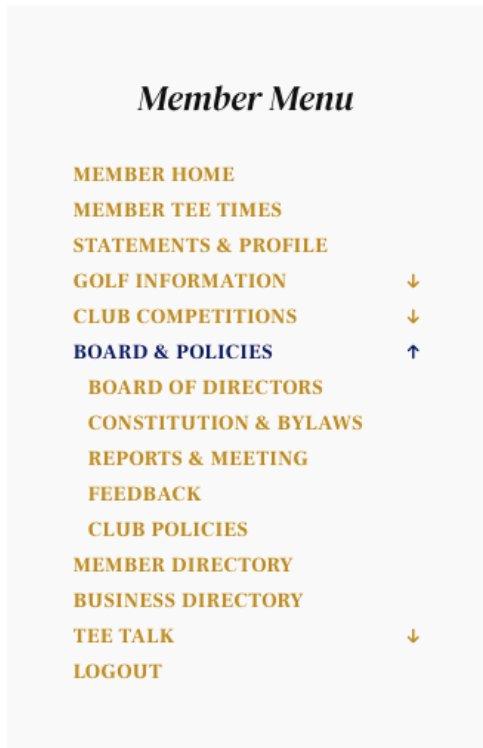 Member Menu
MEMBER HOME
MEMBER TEE TIMES
STATEMENTS & PROFILE
GOLF INFORMATION ↓
CLUB COMPETITIONS ↓
BOARD & POLICIES ↑
BOARD OF DIRECTORS
CONSTITUTION & BYLAWS
REPORTS & MEETING
FEEDBACK
CLUB POLICIES
MEMBER DIRECTORY
BUSINESS DIRECTORY
TEE TALK ↓
LOGOUT